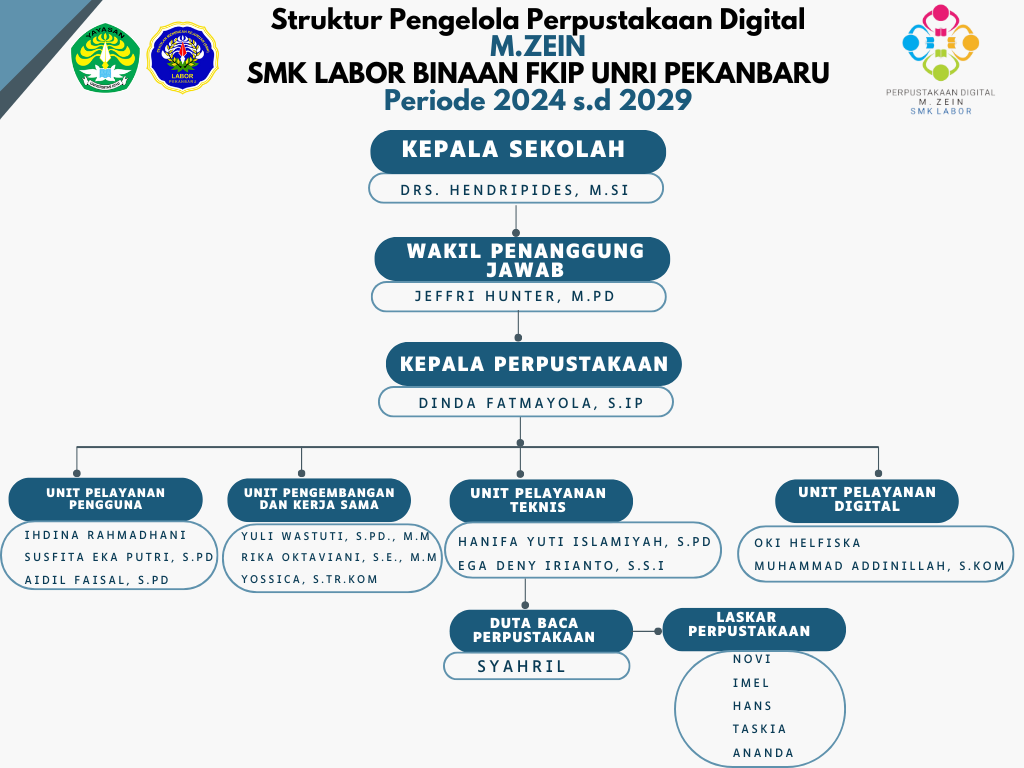 Struktur Pengelola Perpustakaan Digital
M.ZEIN
SMK LABOR BINAAN FKIP UNRI PEKANBARU
Periode 2024 s.d 2029
YAYASAN
LABOR
PEKANBARU
PERPUSTAKAAN DIGITAL
M. ZEIN
SMK LABOR
KEPALA SEKOLAH
DRS. HENDRIPIDES, M.SI
WAKIL PENANGGUNG
JAWAB
JEFFRI HUNTER, M.PD
KEPALA PERPUSTAKAAN
DINDA FATMAYOLA, S.IP
UNIT PELAYANAN
PENGGUNA
IHDINA RAHMADHANI
SUSFITA EKA PUTRI, S.PD
AIDIL FAISAL, S.PD
UNIT PENGEMBANGAN
DAN KERJA SAMA
YULI WASTUTI, S.PD., M.M
RIKA OKTAVIANI, S.E., M.M
YOSSICA, S.TR.KOM
UNIT PELAYANAN
TEKNIS
HANIFA YUTI ISLAMIYAH, S.PD
EGA DENY IRIANTO, S.S.I
UNIT PELAYANAN
DIGITAL
OKI HELFISKA
MUHAMMAD ADDINILLAH, S.KOM
DUTA BACA
PERPUSTAKAAN
SYAHRIL
LASKAR
PERPUSTAKAAN
NOVI
IMEL
HANS
TASKIA
ANANDA